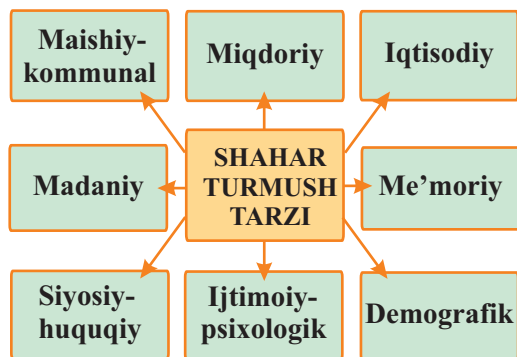 Maishiy-
kommunal
Miqdoriy
Iqtisodiy
Madaniy
SHAHAR
TURMUSH
TARZI
Me’moriy
Siyosiy-
huquqiy
Ijtimoiy-
psixologik
Demografik